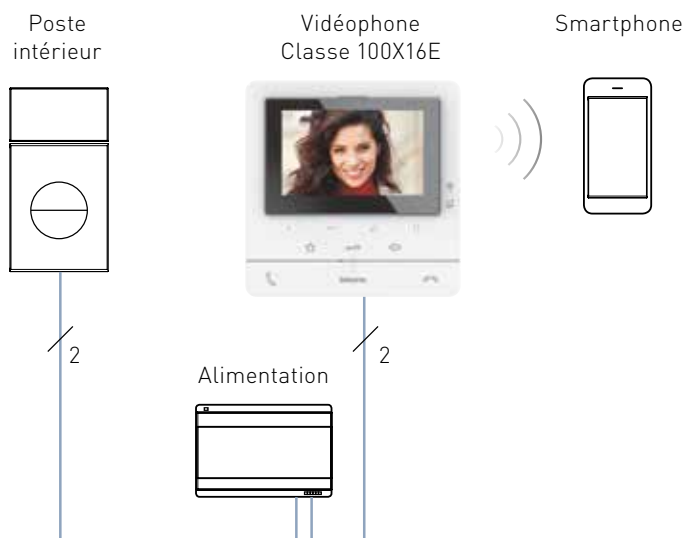 Poste
intérieur
Vidéophone
Classe 100X16E
Smartphone
2
2
Alimentation